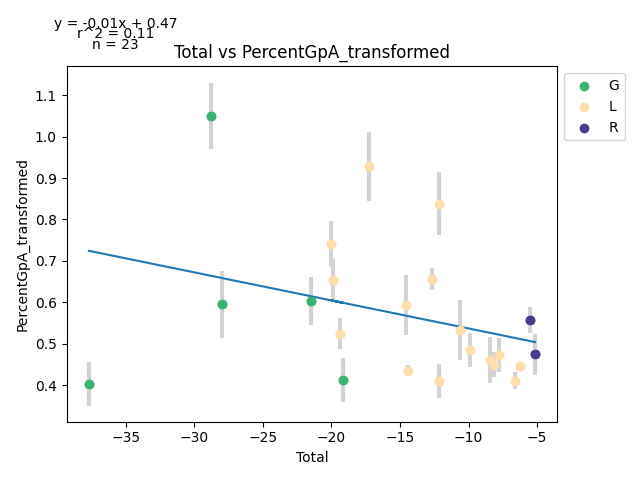 y = -0.01x + 0.47
r^2 = 0.11
n = 23
Total vs PercentGpA_transformed
G
L
R
PercentGpA_transformed
1.1
1.0
0.9
0.8
0.7
0.6
0.5
0.4
−35
−30
−25
−20
−15
−10
−5
Total